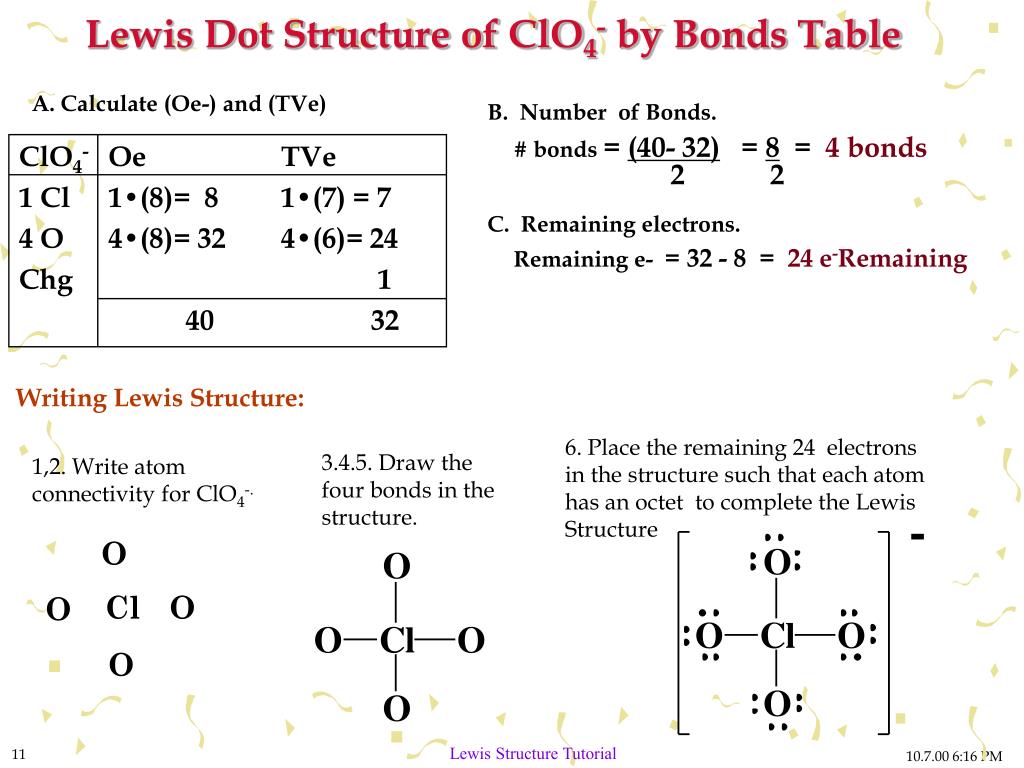 Lewis Dot Structure of ClO4- by Bonds Table
A. Calculate (Oe-) and (TVe)
ClO4- Oe TVe
1 Cl 1•(8)= 8 1•(7) = 7
4 O 4•(8)= 32 4•(6)= 24
Chg 1
40 32
B. Number of Bonds.
# bonds = (40- 32) = 8 = 4 bonds
2 2
C. Remaining electrons.
Remaining e- = 32 - 8 = 24 e-Remaining
Writing Lewis Structure:
1,2. Write atom
connectivity for ClO4-.
O
O Cl O
O
3.4.5. Draw the
four bonds in the
structure.
O
O Cl O
O
6. Place the remaining 24 electrons
in the structure such that each atom
has an octet to complete the Lewis
Structure
-
O
O Cl O
O
11
Lewis Structure Tutorial
10.7.00 6:16 PM